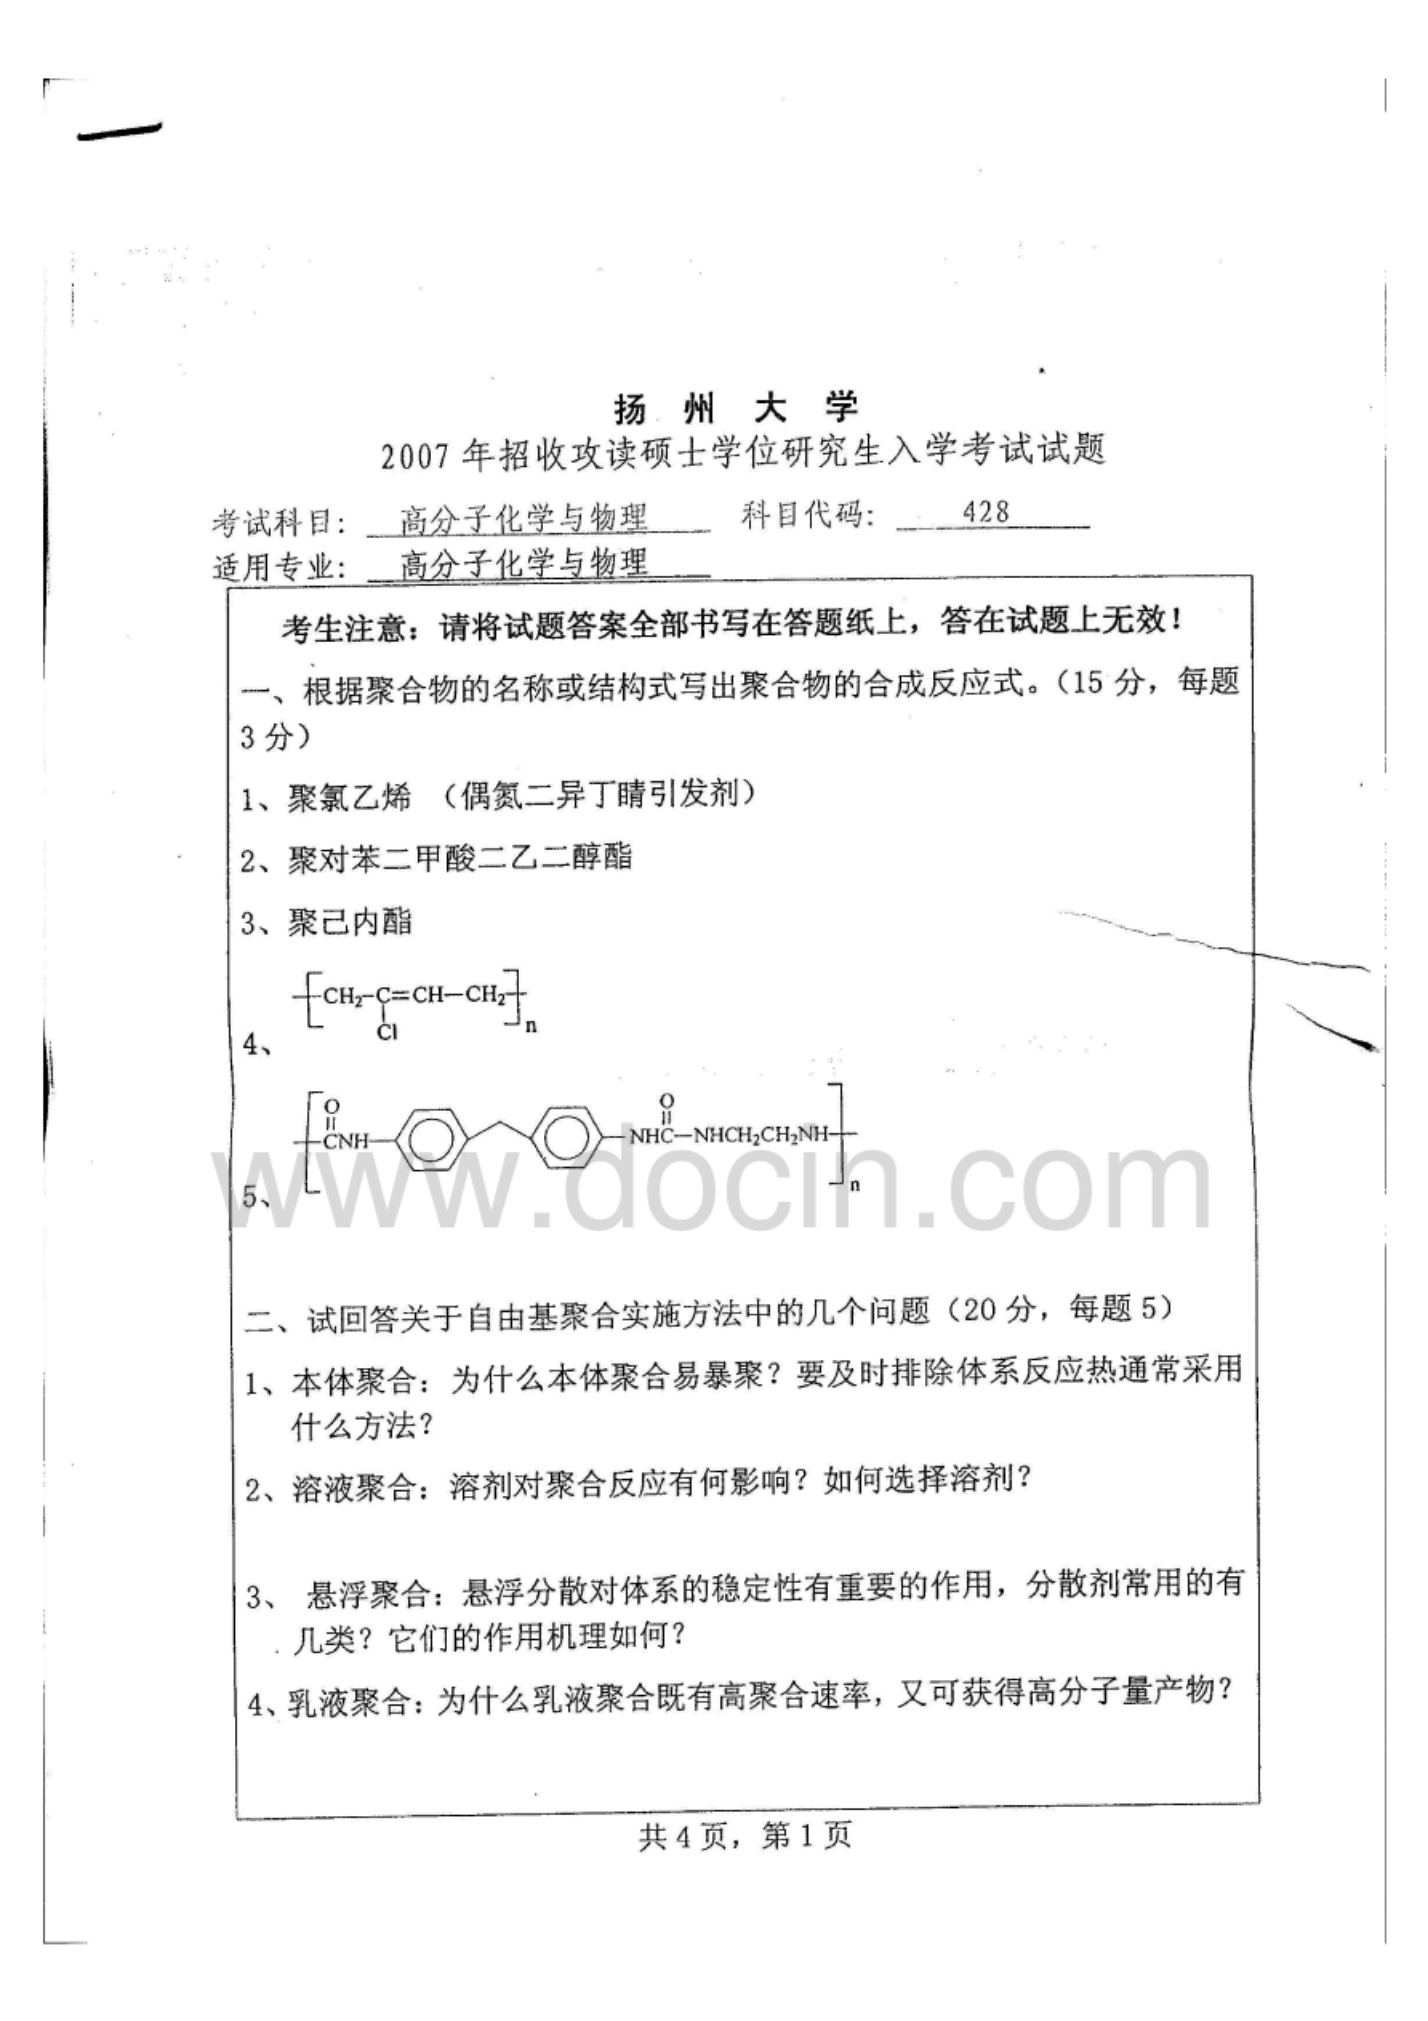 扬 州 大 学
2007 年招收攻读硕士学位研究生入学考试试题
考试科目: 高分子化学与物理 科目代码: 428
适用专业: 高分子化学与物理
考生注意: 请将试题答案全部书写在答题纸上, 答在试题上无效!
一、根据聚合物的名称或结构式写出聚合物的合成反应式。(15 分, 每题
3 分)
1、聚氯乙烯 (偶氮二异丁睛引发剂)
2、聚对苯二甲酸二乙二醇酯
3、聚己内酯
CH2-C=CH-CH2
Cl
n
4、
O O
CNH NHC-NHCH2CH2NH
n
5、
www.docin.com
二、试回答关于自由基聚合实施方法中的几个问题 (20 分, 每题 5)
1、本体聚合: 为什么本体聚合易暴聚? 要及时排除体系反应热通常采用
什么方法?
2、溶液聚合: 溶剂对聚合反应有何影响? 如何选择溶剂?
3、 悬浮聚合: 悬浮分散对体系的稳定性有重要的作用, 分散剂常用的有
几类? 它们的作用机理如何?
4、乳液聚合: 为什么乳液聚合既有高聚合速率, 又可获得高分子量产物?
共 4 页, 第 1 页